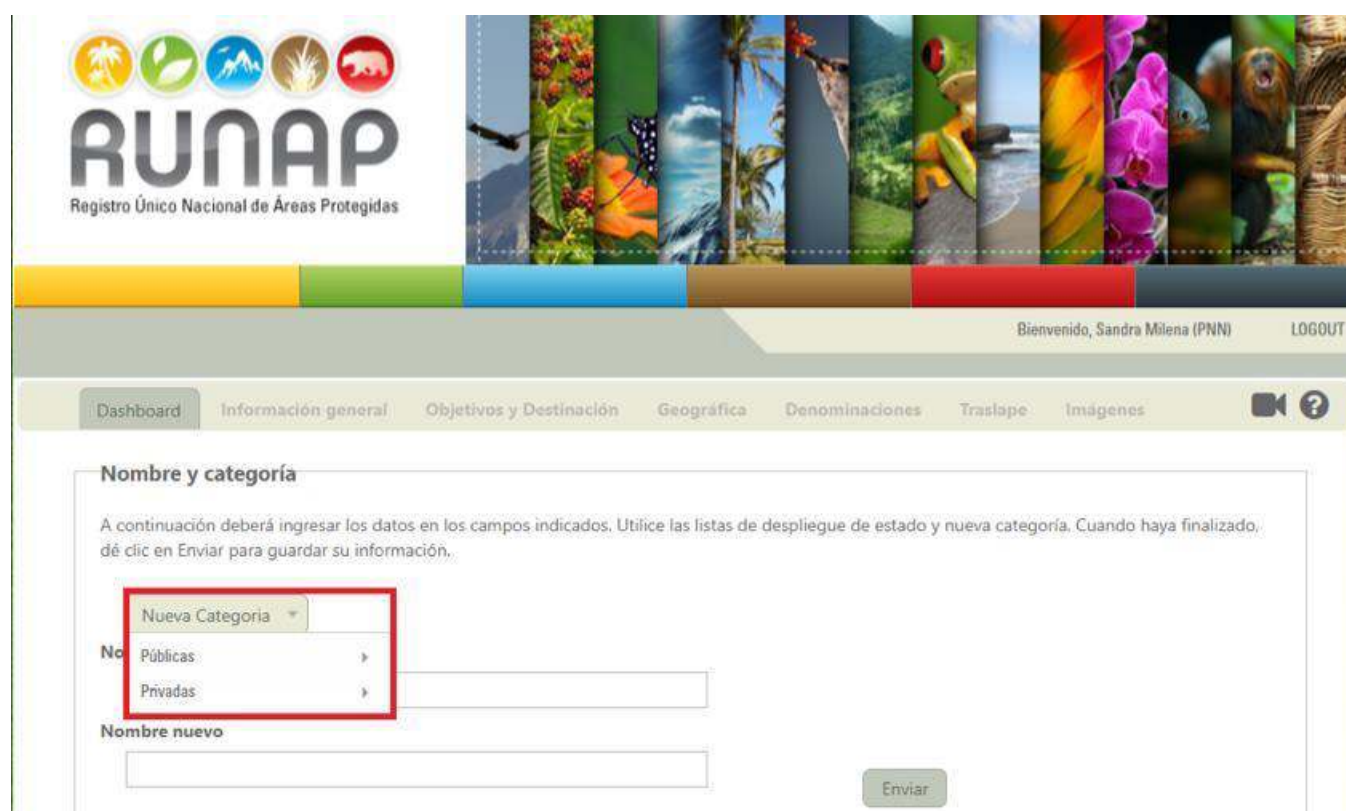 RUNAP
Registro Único Nacional de Áreas Protegidas
Bienvenido, Sandra Milena (PNN) LOGOUT
Dashboard Información general Objetivos y Destinación Geográfica Denominaciones Traslape Imágenes
Nombre y categoría
A continuación deberá ingresar los datos en los campos indicados. Utilice las listas de despliegue de estado y nueva categoría. Cuando haya finalizado,
dé clic en Enviar para guardar su información.
Nueva Categoria
No
Públicas
Privadas
Nombre nuevo
Enviar